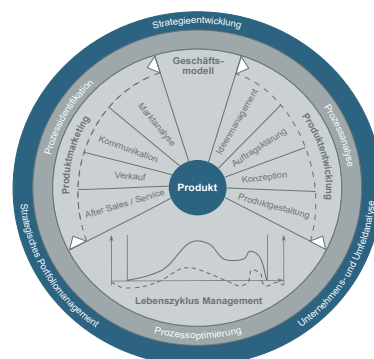 Strategieentwicklung
Geschäfts-
modell
Prozessidentifikation
Prozessanalyse
Produktmarketing
Produktentwicklung
Marktanalyse
Kommunikation
Verkauf
After Sales / Service
Ideenmanagement
Auftragsklärung
Konzeption
Produktgestaltung
Produkt
Strategisches Portfoliomanagement
Unternehmens- und Umfeldanalyse
Lebenszyklus Management
Prozessoptimierung